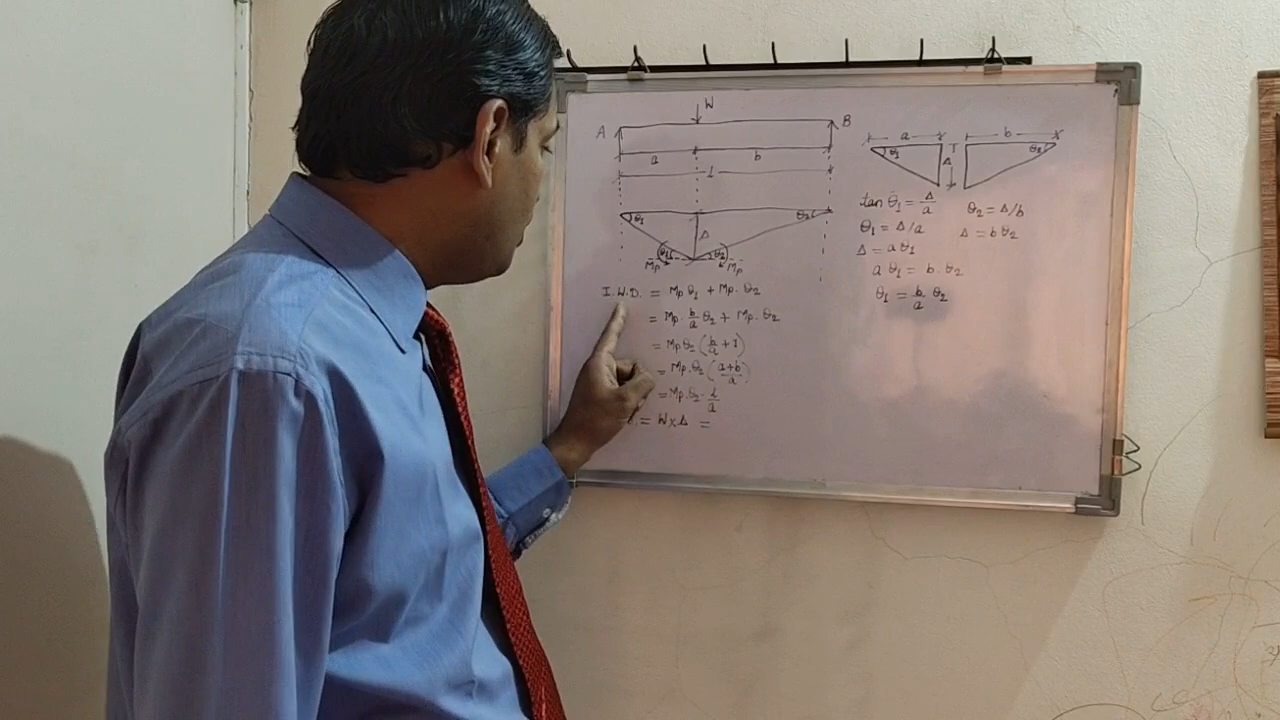 W
A B
a b
l
θ1 θ2
Δ
θ1 θ2
Mp Mp
I.W.D. = Mp θ1 + Mp. θ2
= Mp. b/a θ2 + Mp. θ2
= Mp θ2 (b/a + 1)
= Mp. θ2 (a+b/a)
= Mp. θ2. l/a
= W × Δ =
a b
θ1 Δ θ2
tan θ1 = Δ/a θ2 = Δ/b
θ1 = Δ/a Δ = b θ2
Δ = a θ1
a θ1 = b. θ2
θ1 = b/a θ2